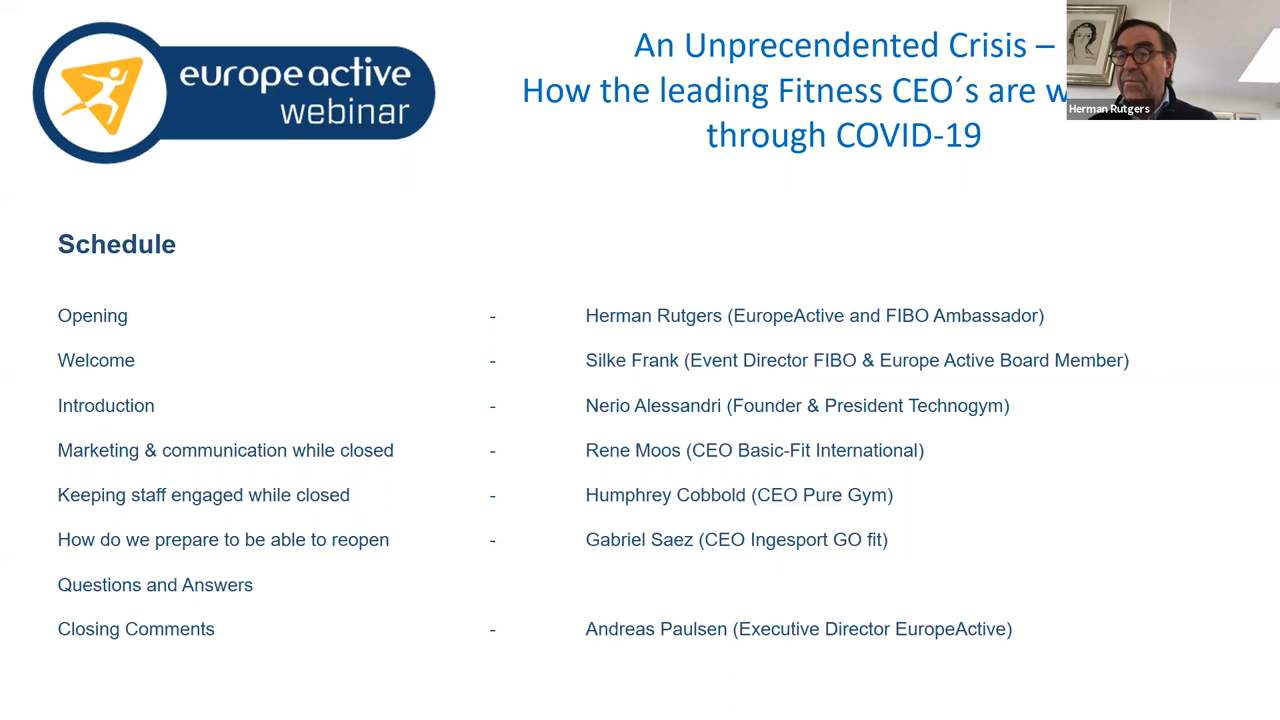 europe active
webinar
An Unprecendented Crisis –
How the leading Fitness CEO´s are
through COVID-19
Herman Rutgers
Schedule
Opening - Herman Rutgers (EuropeActive and FIBO Ambassador)
Welcome - Silke Frank (Event Director FIBO & Europe Active Board Member)
Introduction - Nerio Alessandri (Founder & President Technogym)
Marketing & communication while closed - Rene Moos (CEO Basic-Fit International)
Keeping staff engaged while closed - Humphrey Cobbold (CEO Pure Gym)
How do we prepare to be able to reopen - Gabriel Saez (CEO Ingesport GO fit)
Questions and Answers
Closing Comments - Andreas Paulsen (Executive Director EuropeActive)